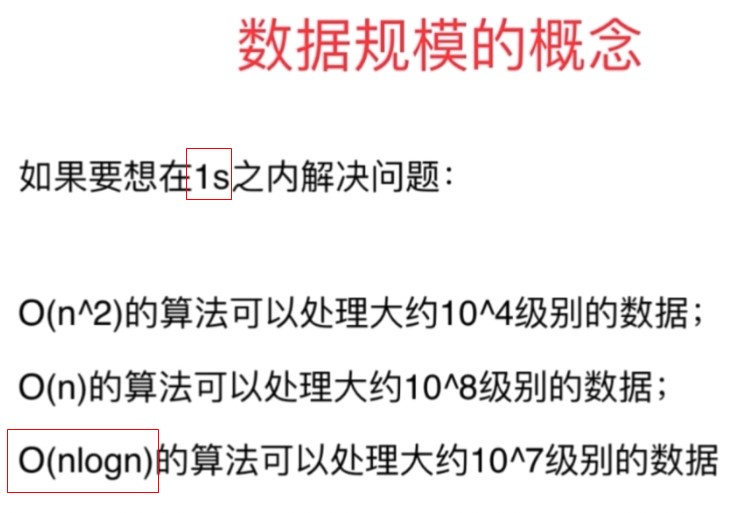 数据规模的概念
如果要想在1s之内解决问题：
O(n^2)的算法可以处理大约10^4级别的数据；
O(n)的算法可以处理大约10^8级别的数据；
O(nlogn)的算法可以处理大约10^7级别的数据